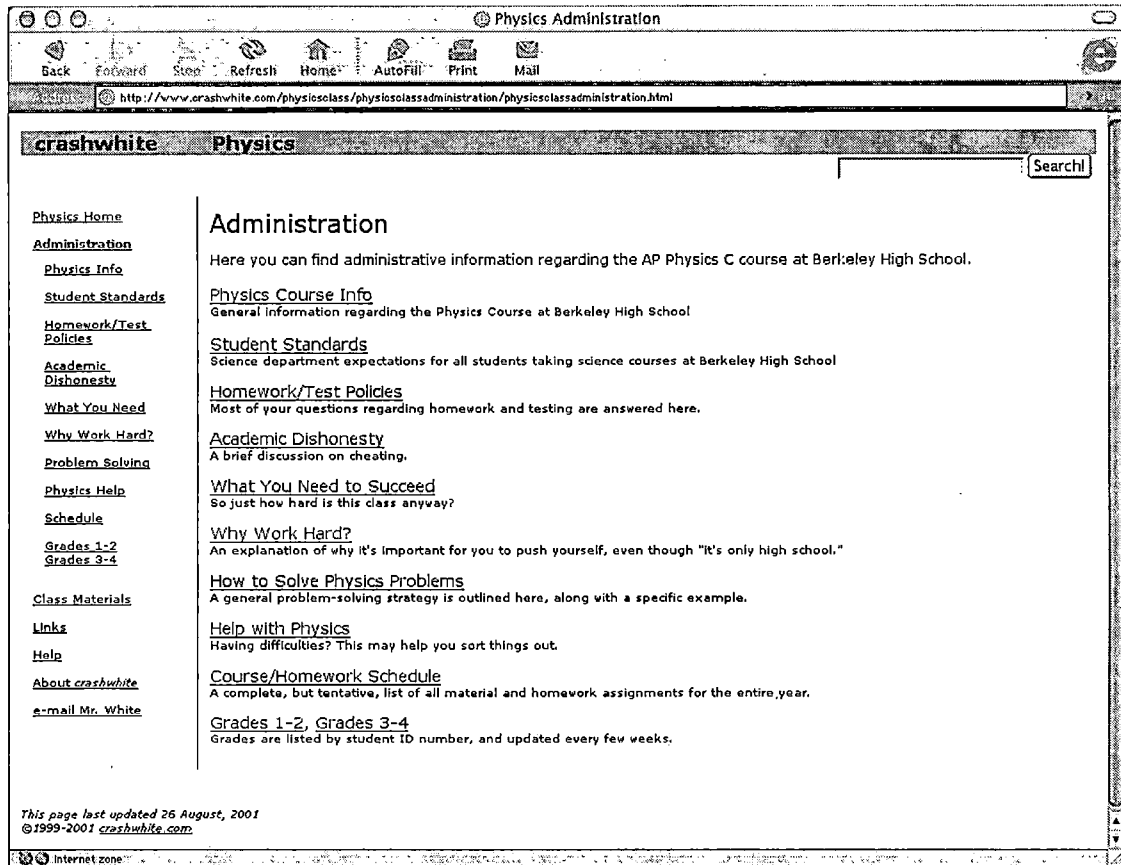 Physics Administration
Back Forward Stop Refresh Home AutoFill Print Mail
http://www.crashwhite.com/physicsclass/physicsclassadministration/physicsclassadministration.html
crashwhite Physics
Search!
Physics Home
Administration
Physics Info
Student Standards
Homework/Test
Policies
Academic
Dishonesty
What You Need
Why Work Hard?
Problem Solving
Physics Help
Schedule
Grades 1-2
Grades 3-4
Class Materials
Links
Help
About crashwhite
e-mail Mr. White
Administration
Here you can find administrative information regarding the AP Physics C course at Berkeley High School.
Physics Course Info
General information regarding the Physics Course at Berkeley High School
Student Standards
Science department expectations for all students taking science courses at Berkeley High School
Homework/Test Policies
Most of your questions regarding homework and testing are answered here.
Academic Dishonesty
A brief discussion on cheating.
What You Need to Succeed
So just how hard is this class anyway?
Why Work Hard?
An explanation of why it's important for you to push yourself, even though "it's only high school."
How to Solve Physics Problems
A general problem-solving strategy is outlined here, along with a specific example.
Help with Physics
Having difficulties? This may help you sort things out.
Course/Homework Schedule
A complete, but tentative, list of all material and homework assignments for the entire year.
Grades 1-2, Grades 3-4
Grades are listed by student ID number, and updated every few weeks.
This page last updated 26 August, 2001
©1999-2001 crashwhite.com
Internet zone